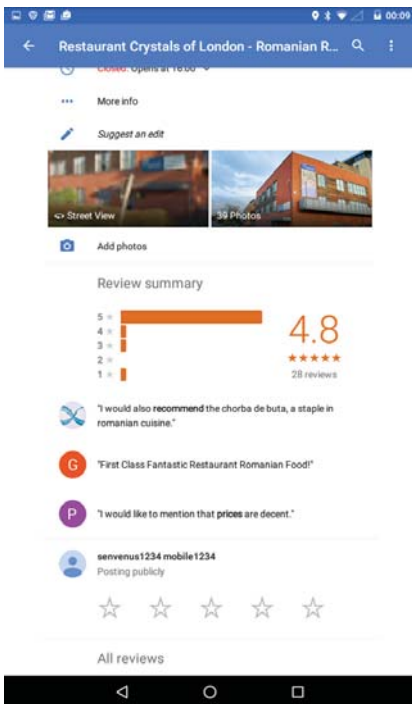 00:09
Restaurant Crystals of London - Romanian R...
Closed. Opens at 16:00
More info
Suggest an edit
Street View
39 Photos
Add photos
Review summary
5 ★
4 ★
3 ★
2 ★
1 ★
4.8
★★★★★
28 reviews
"I would also recommend the chorba de buta, a staple in
romanian cuisine."
G
"First Class Fantastic Restaurant Romanian Food!"
P
"I would like to mention that prices are decent."
senvenus1234 mobile1234
Posting publicly
All reviews